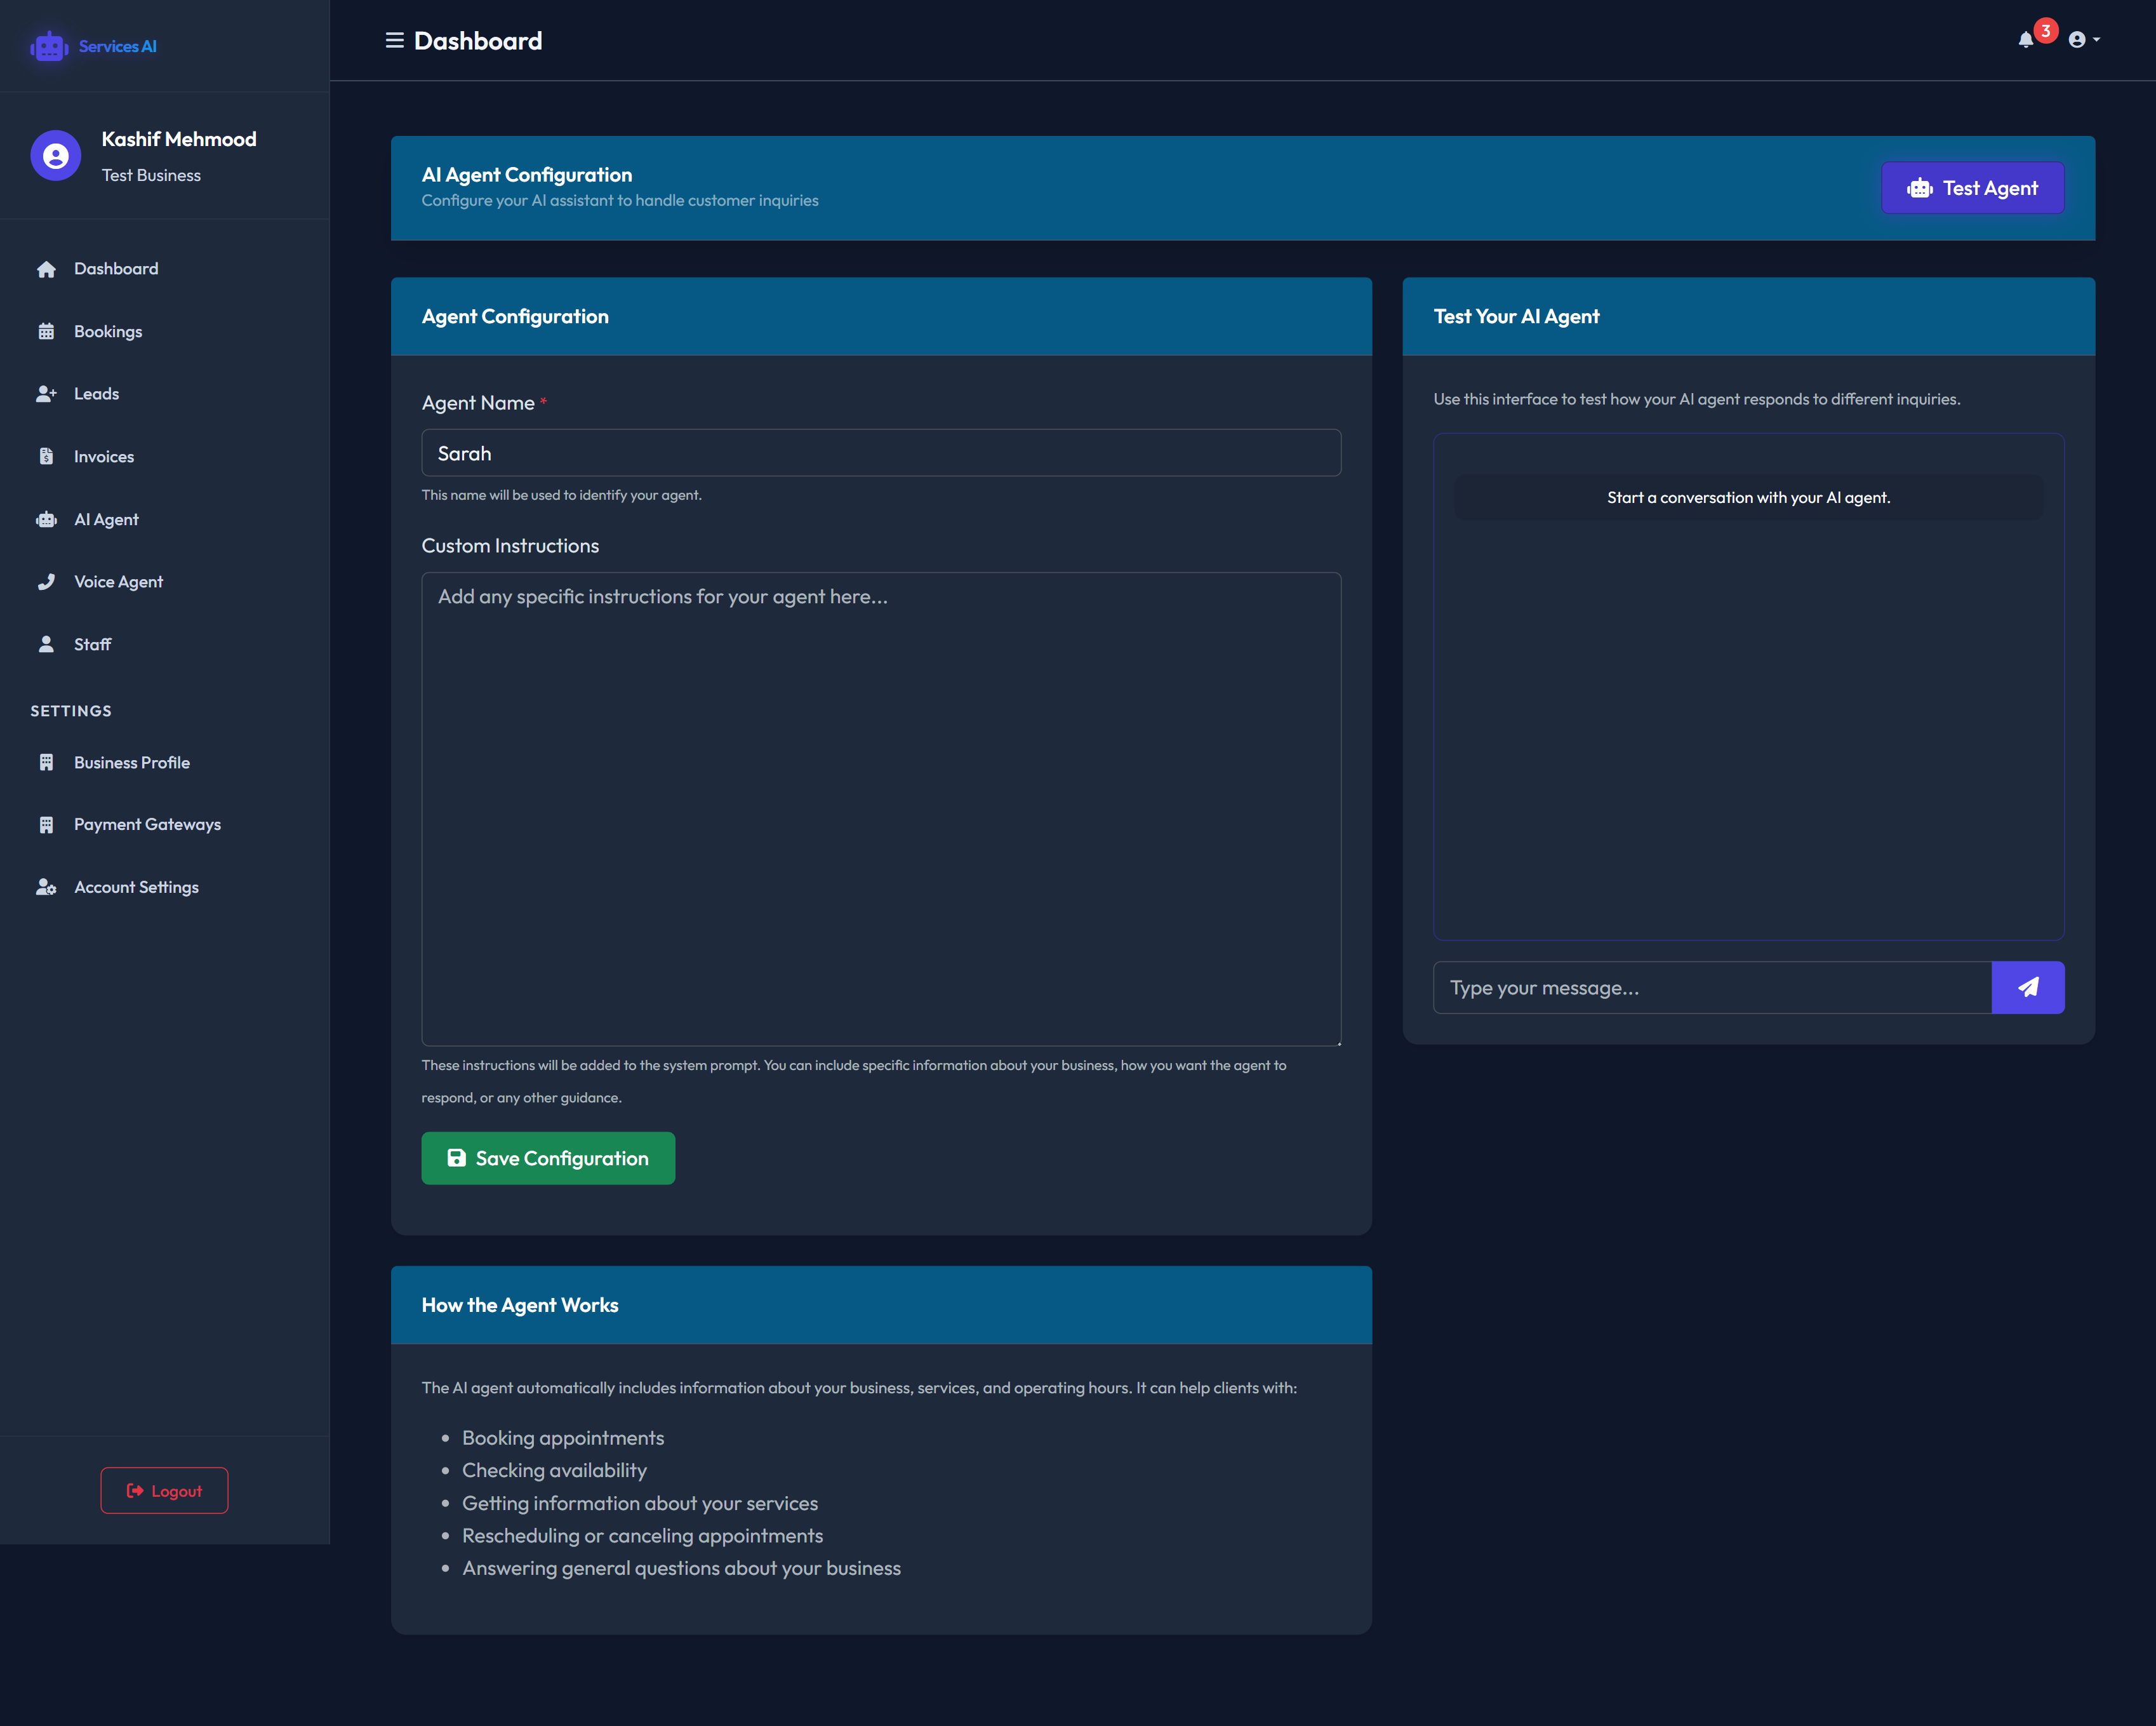 Services AI
Kashif Mehmood
Test Business
Dashboard
Bookings
Leads
Invoices
AI Agent
Voice Agent
Staff
SETTINGS
Business Profile
Payment Gateways
Account Settings
Logout
Dashboard
3
AI Agent Configuration
Configure your AI assistant to handle customer inquiries
Test Agent
Agent Configuration
Agent Name *
Sarah
This name will be used to identify your agent.
Custom Instructions
Add any specific instructions for your agent here...
These instructions will be added to the system prompt. You can include specific information about your business, how you want the agent to
respond, or any other guidance.
Save Configuration
How the Agent Works
The AI agent automatically includes information about your business, services, and operating hours. It can help clients with:
Booking appointments
Checking availability
Getting information about your services
Rescheduling or canceling appointments
Answering general questions about your business
Test Your AI Agent
Use this interface to test how your AI agent responds to different inquiries.
Start a conversation with your AI agent.
Type your message...